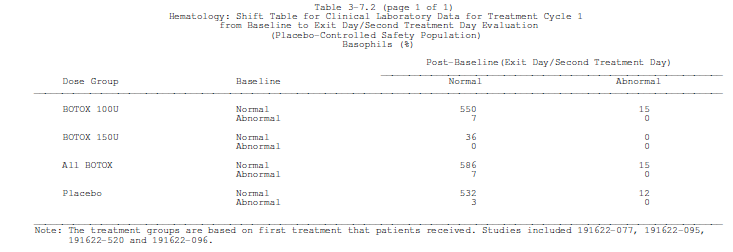 Table 3-7.2 (page 1 of 1)
Hematology: Shift Table for Clinical Laboratory Data for Treatment Cycle 1
from Baseline to Exit Day/Second Treatment Day Evaluation
(Placebo-Controlled Safety Population)
Basophils (%)
Post-Baseline(Exit Day/Second Treatment Day)
Dose Group Baseline Normal Abnormal
BOTOX 100U Normal 550 15
Abnormal 7 0
BOTOX 150U Normal 36 0
Abnormal 0 0
All BOTOX Normal 586 15
Abnormal 7 0
Placebo Normal 532 12
Abnormal 3 0
Note: The treatment groups are based on first treatment that patients received. Studies included 191622-077, 191622-095,
191622-520 and 191622-096.